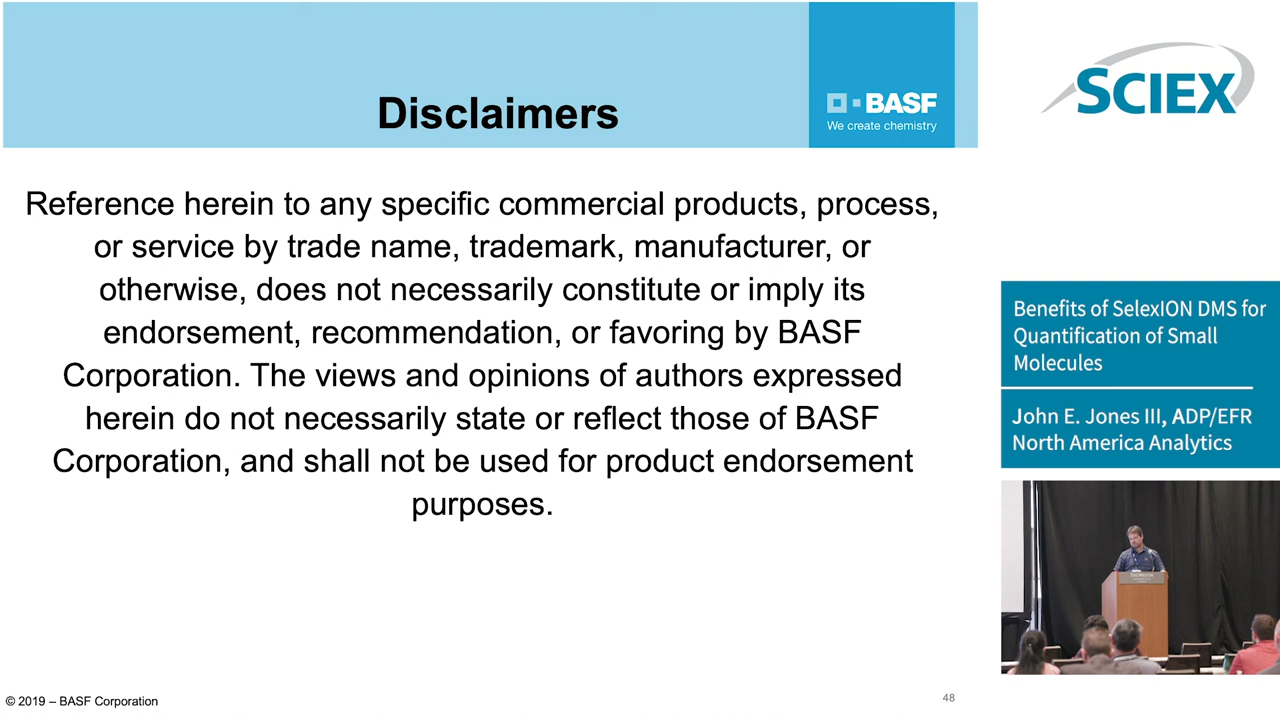 Disclaimers
BASF
We create chemistry
SCIEX
Reference herein to any specific commercial products, process,
or service by trade name, trademark, manufacturer, or
otherwise, does not necessarily constitute or imply its
endorsement, recommendation, or favoring by BASF
Corporation. The views and opinions of authors expressed
herein do not necessarily state or reflect those of BASF
Corporation, and shall not be used for product endorsement
purposes.
Benefits of SelexION DMS for
Quantification of Small
Molecules
John E. Jones III, ADP/EFR
North America Analytics
THE WESTIN
© 2019 – BASF Corporation
48